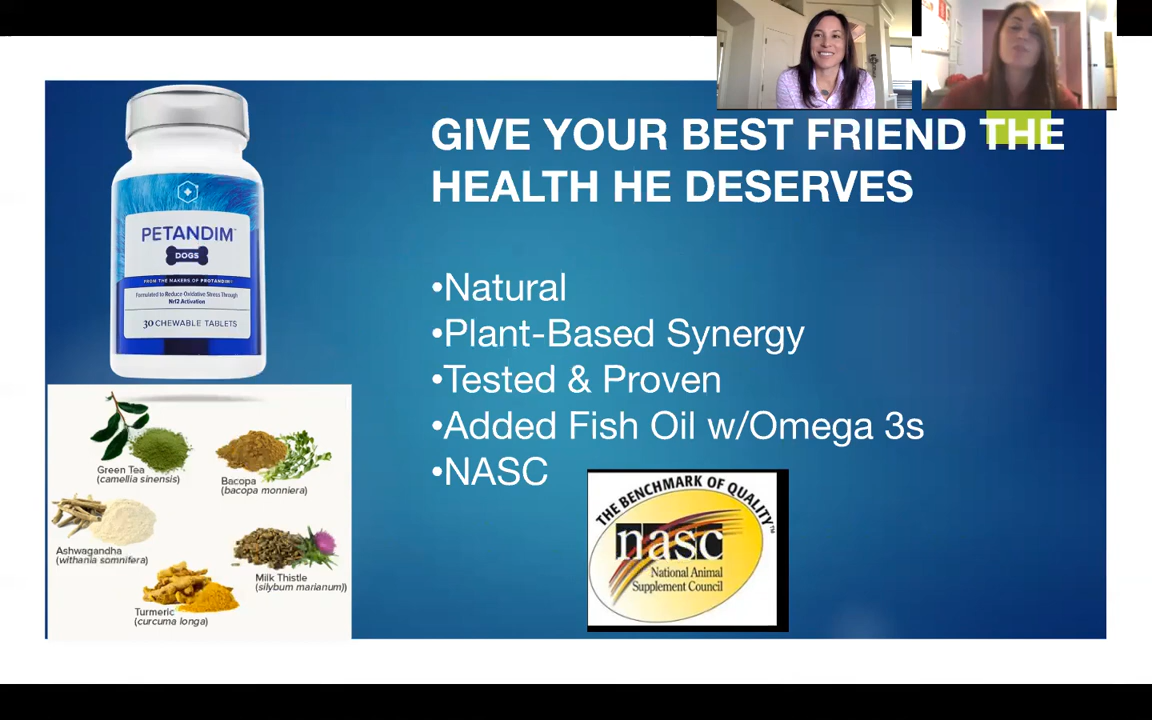 GIVE YOUR BEST FRIEND THE
HEALTH HE DESERVES
•Natural
•Plant-Based Synergy
•Tested & Proven
•Added Fish Oil w/Omega 3s
•NASC
PETANDIM™
DOGS
FROM THE MAKERS OF PROTANDIM®
Formulated to Reduce Oxidative Stress Through
Nrf2 Activation
30 CHEWABLE TABLETS
Green Tea
(camellia sinensis)
Bacopa
(bacopa monniera)
Ashwagandha
(withania somnifera)
Milk Thistle
(silybum marianum))
Turmeric
(curcuma longa)
THE BENCHMARK OF QUALITY™
nasc
National Animal
Supplement Council